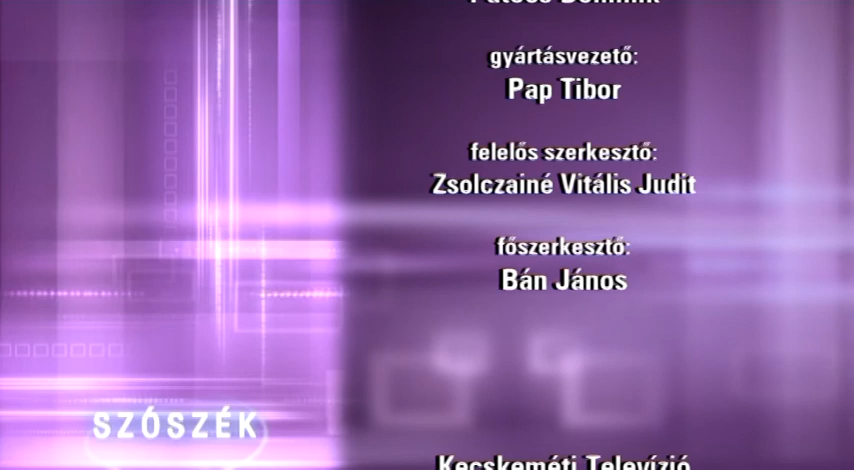 gyártásvezető:
Pap Tibor
felelős szerkesztő:
Zsolczainé Vitális Judit
főszerkesztő:
Bán János
SZÓSZÉK
Kecskeméti Televízió